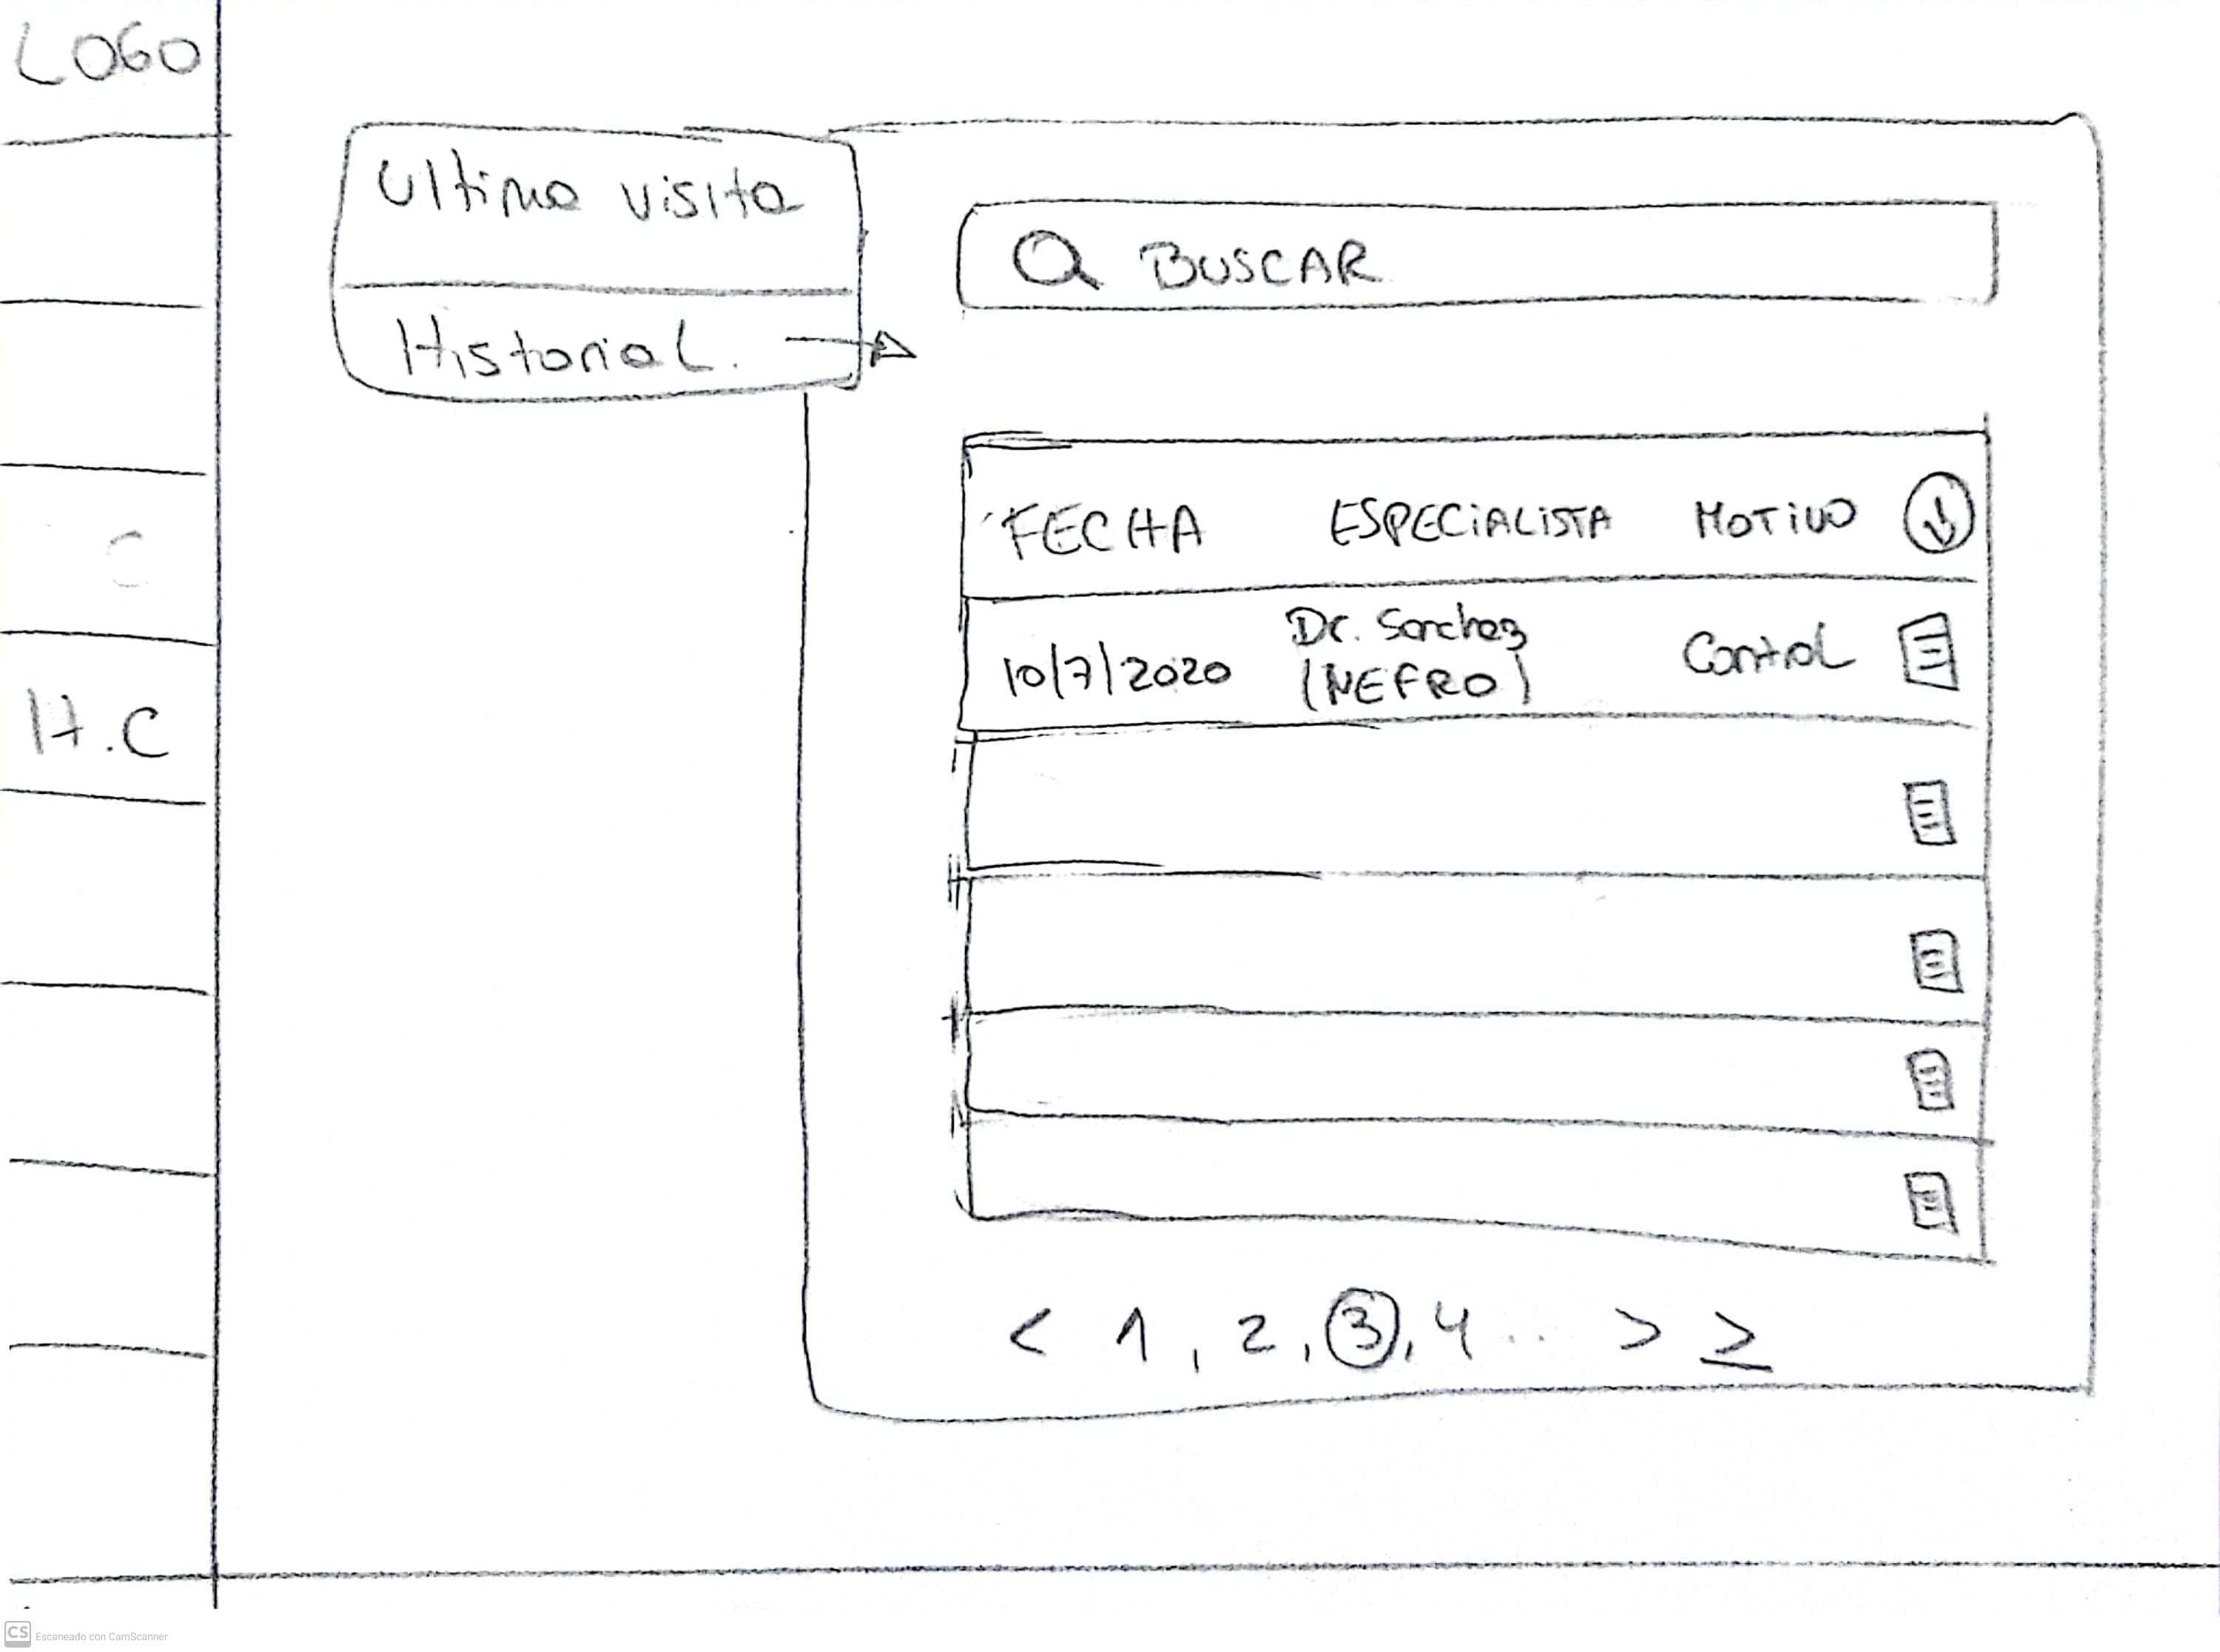 LOGO
Ultima visita
Historial.
BUSCAR
FECHA ESPECIALISTA MOTIVO
10/7/2020 Dr. Sanchez (NEFRO) Control
H.C
< 1, 2, 3, 4 ... > >
CS Escaneado con CamScanner